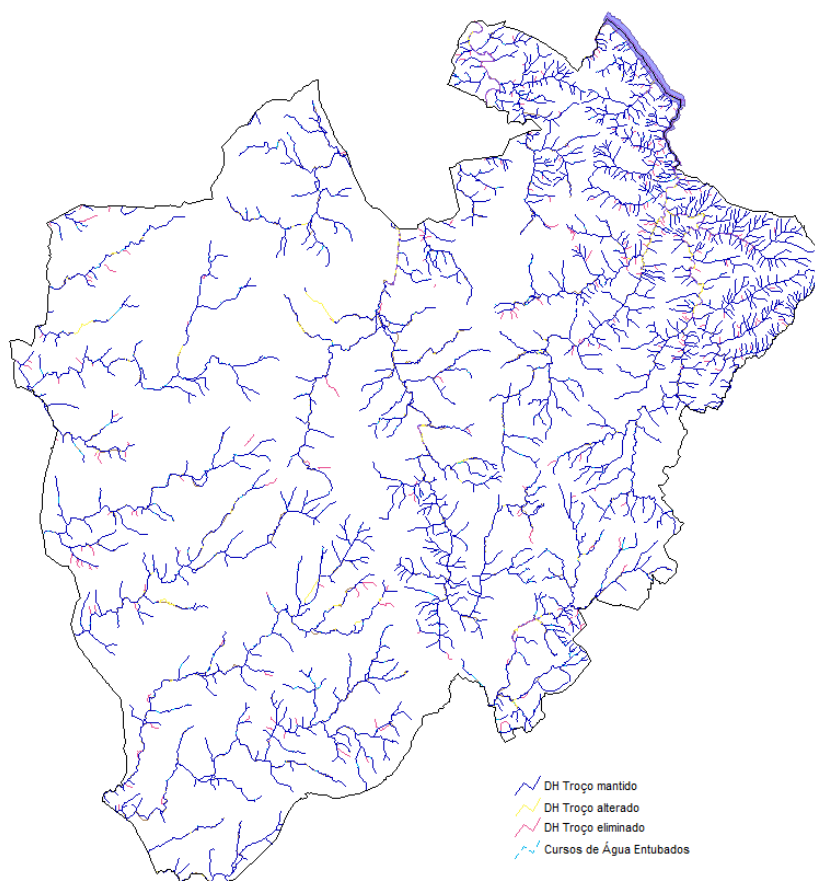 DH Troço mantido
DH Troço alterado
DH Troço eliminado
Cursos de Água Entubados